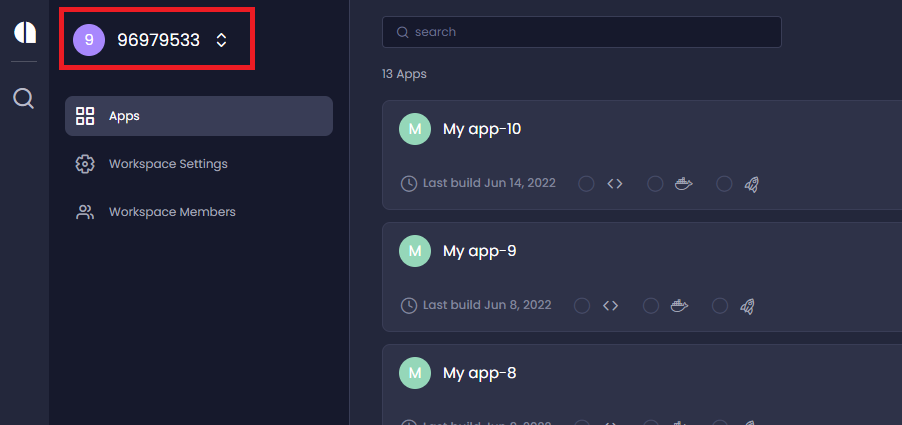 9 96979533
Apps
Workspace Settings
Workspace Members
search
13 Apps
M My app-10
Last build Jun 14, 2022
M My app-9
Last build Jun 8, 2022
M My app-8